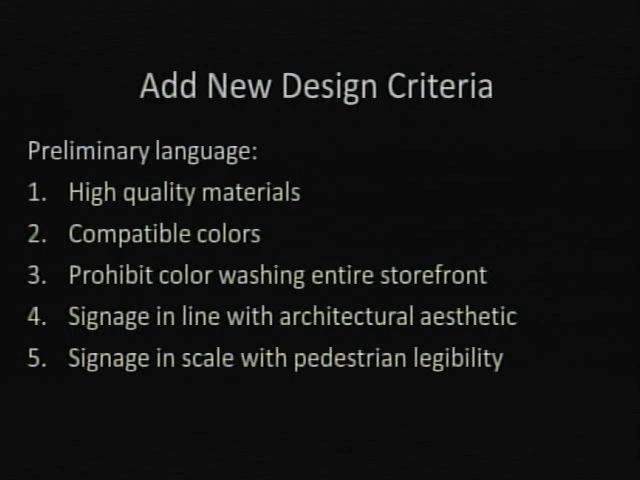 Add New Design Criteria
Preliminary language:
1. High quality materials
2. Compatible colors
3. Prohibit color washing entire storefront
4. Signage in line with architectural aesthetic
5. Signage in scale with pedestrian legibility